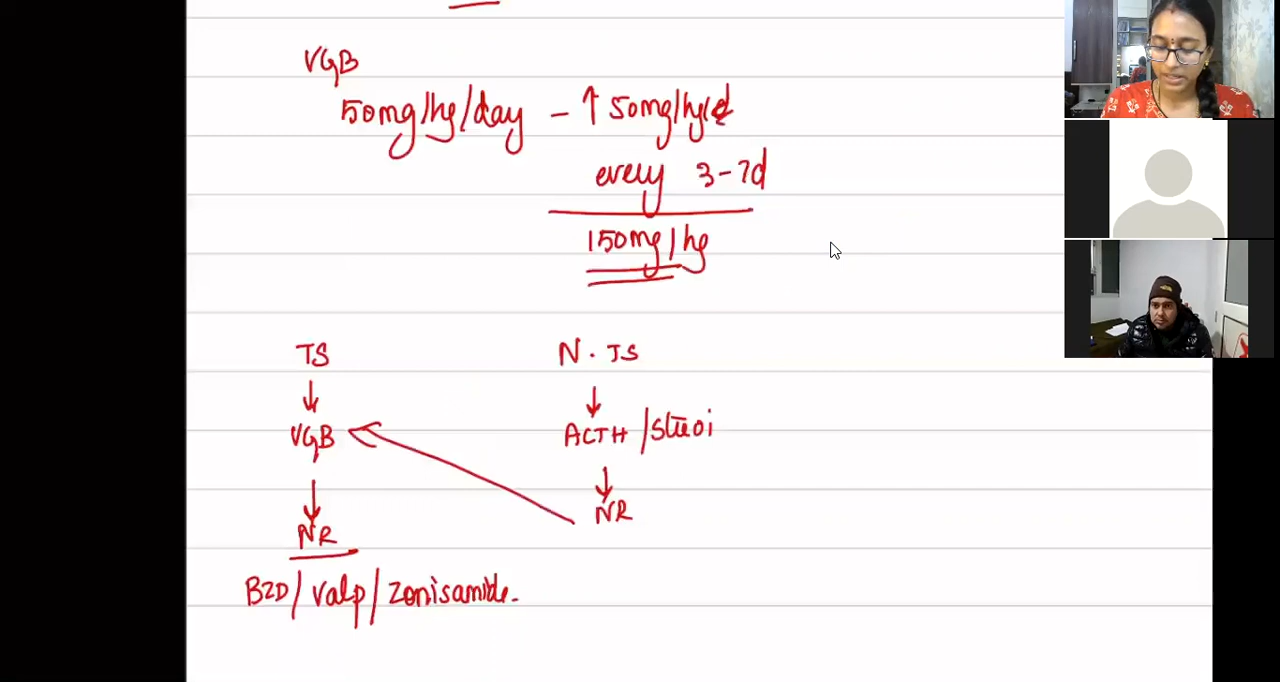 VGB
50mg/kg/day - ↑ 50mg/kg/d
every 3-7d
150mg/kg
TS N. TS
↓ ↓
VGB ACTH / steroi
↓ ↓
NR NR
BZD/ valp/ zonisamide.